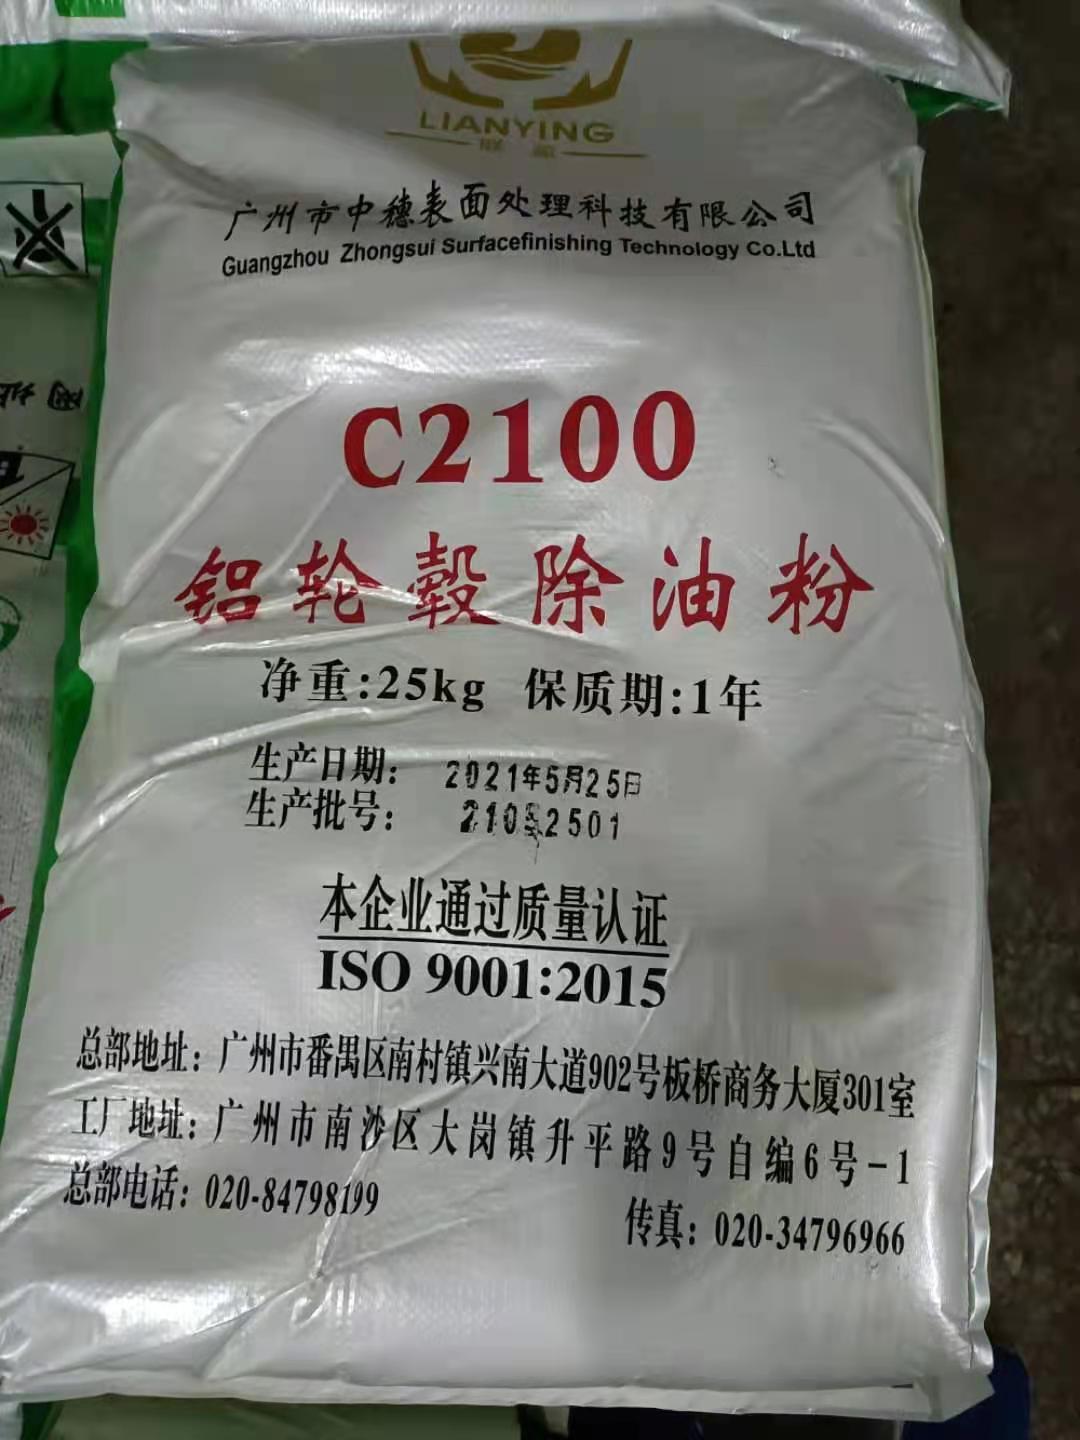 LIANYING
广州市中穗表面处理科技有限公司
Guangzhou Zhongsui Surfacefinishing Technology Co.Ltd
C2100
铝轮毂除油粉
净重:25kg 保质期:1年
生产日期: 2021年5月25日
生产批号: 21052501
本企业通过质量认证
ISO 9001:2015
总部地址: 广州市番禺区南村镇兴南大道902号板桥商务大厦301室
工厂地址: 广州市南沙区大岗镇升平路9号自编6号-1
总部电话: 020-84798199 传真: 020-34796966